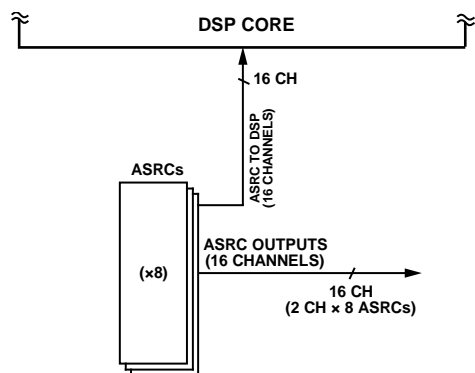 DSP CORE
16 CH
ASRC TO DSP
(16 CHANNELS)
ASRCs
(×8)
ASRC OUTPUTS
(16 CHANNELS)
16 CH
(2 CH × 8 ASRCs)